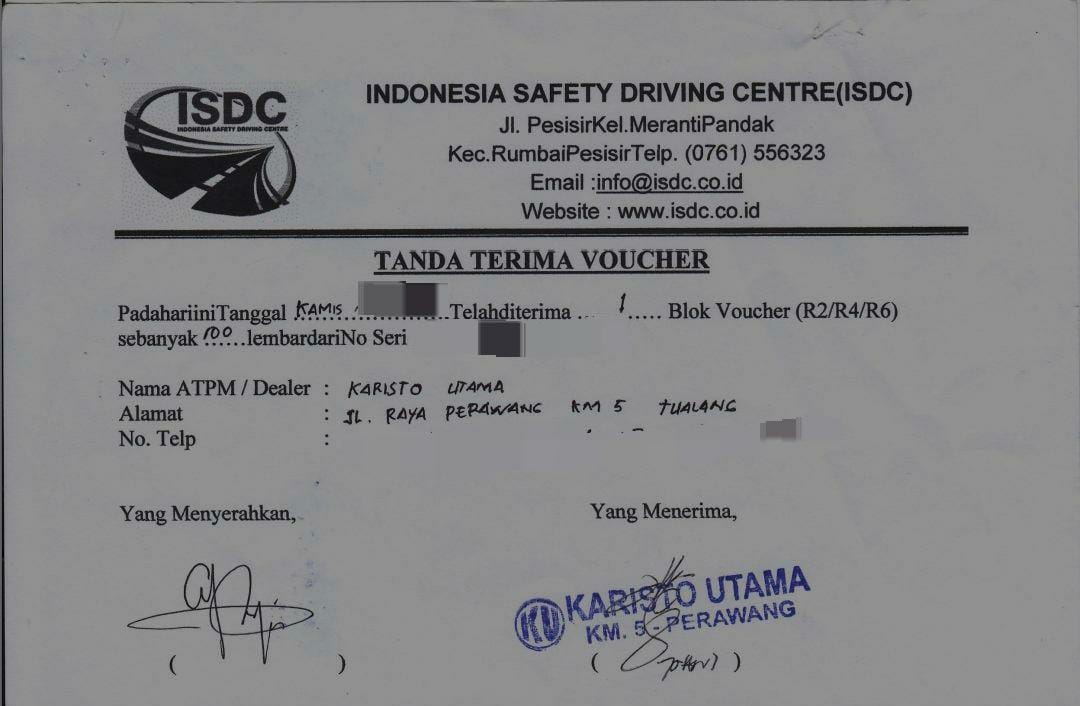 ISDC
INDONESIA SAFETY DRIVING CENTRE
INDONESIA SAFETY DRIVING CENTRE(ISDC)
Jl. PesisirKel.MerantiPandak
Kec.RumbaiPesisirTelp. (0761) 556323
Email :info@isdc.co.id
Website : www.isdc.co.id
TANDA TERIMA VOUCHER
PadahariiniTanggal KAMIS Telahditerima 1 Blok Voucher (R2/R4/R6)
sebanyak 100 lembardariNo Seri
Nama ATPM / Dealer : KARISTO UTAMA
Alamat : JL. RAYA PERAWANG KM 5 TUALANG
No. Telp :
Yang Menyerahkan, Yang Menerima,
KU KARISTO UTAMA
KM. 5 - PERAWANG
( ) ( )